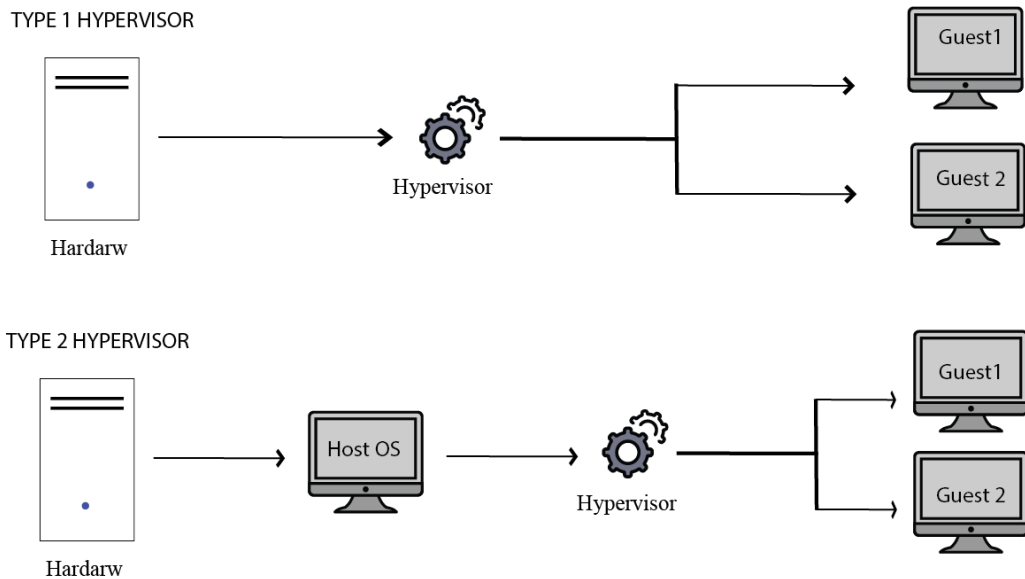 TYPE 1 HYPERVISOR
Guest1
Hypervisor
Guest 2
Hardarw
TYPE 2 HYPERVISOR
Guest1
Host OS
Hypervisor
Guest 2
Hardarw